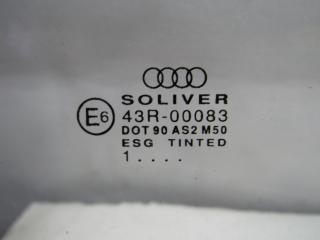 SOLIVER
E6 43R-00083
DOT 90 AS2 M50
ESG TINTED
1 . . . .